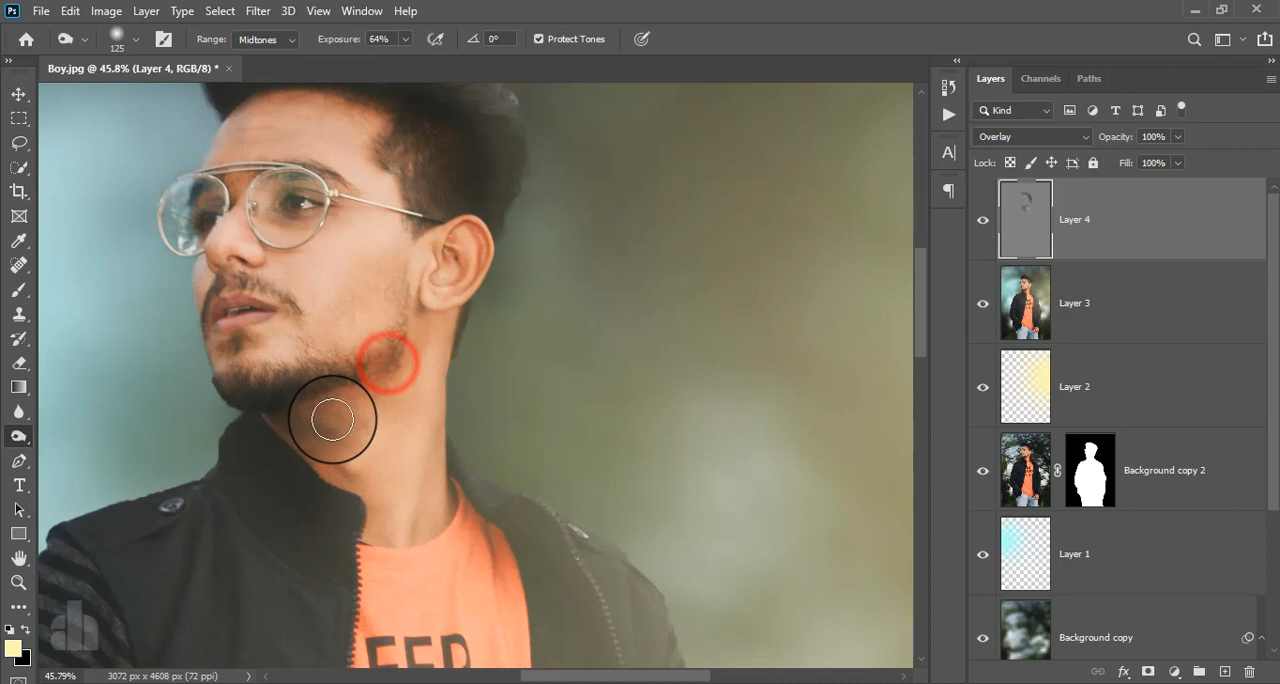 Ps File Edit Image Layer Type Select Filter 3D View Window Help
125 Range: Midtones Exposure: 64% 0° Protect Tones
Boy.jpg @ 45.8% (Layer 4, RGB/8) * ×
Layers Channels Paths
Kind
Overlay Opacity: 100%
Lock: Fill: 100%
Layer 4
Layer 3
Layer 2
Background copy 2
Layer 1
Background copy
EEP
ah
45.79% 3072 px x 4608 px (72 ppi)